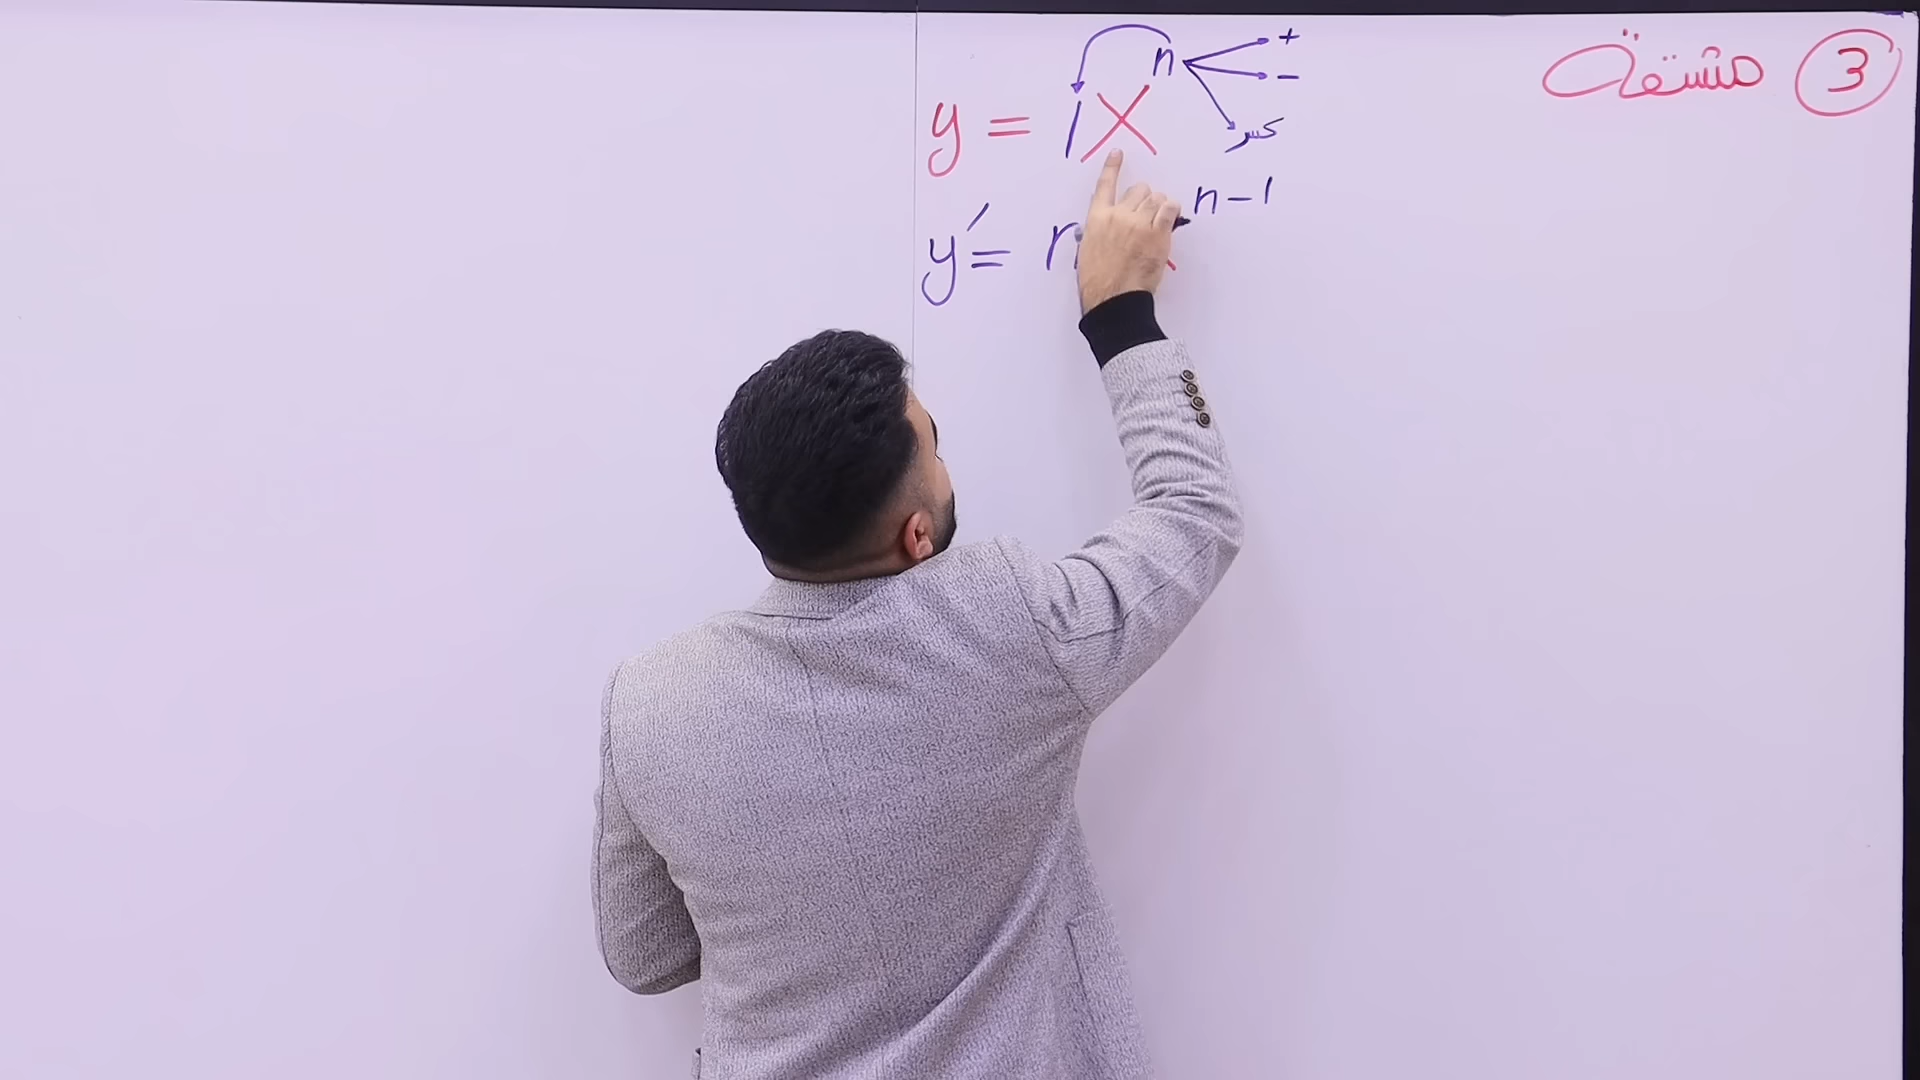 ③ مشتقة
y = 1X^n
+
−
كسر
y′ = n X^{n-1}